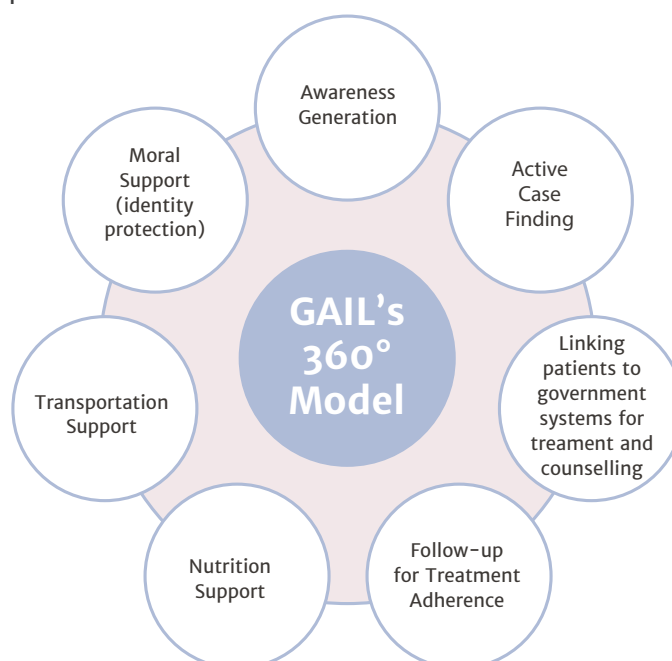 Awareness
Generation
Active
Case
Finding
Linking
patients to
government
systems for
treament and
counselling
Follow-up
for Treatment
Adherence
Nutrition
Support
Transportation
Support
Moral
Support
(identity
protection)
GAIL's
360°
Model